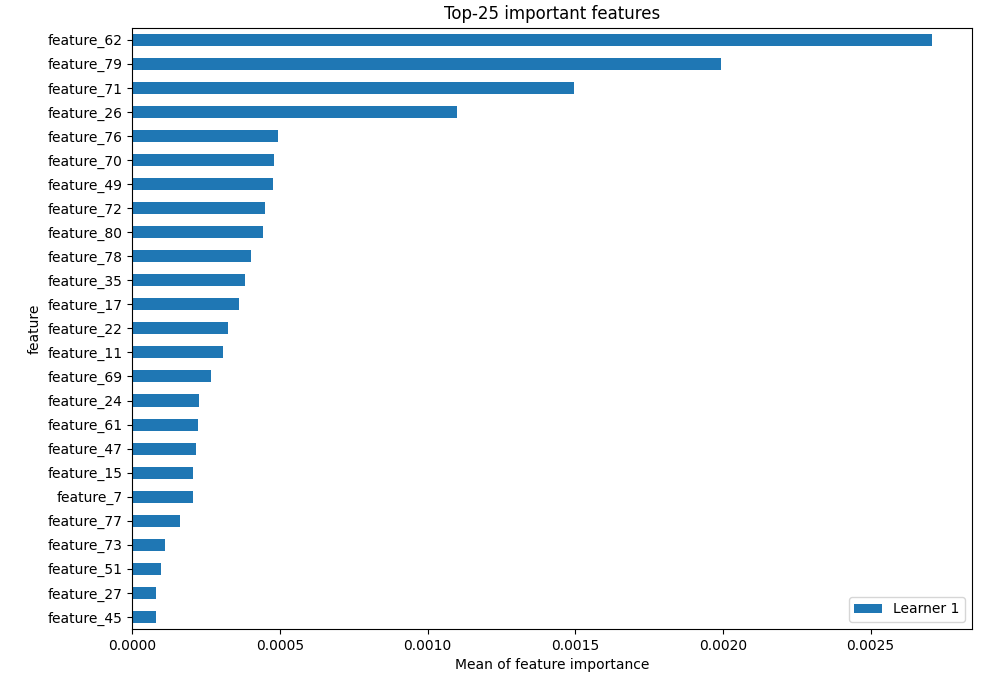 Top-25 important features
feature_62
feature_79
feature_71
feature_26
feature_76
feature_70
feature_49
feature_72
feature_80
feature_78
feature_35
feature_17
feature_22
feature_11
feature_69
feature_24
feature_61
feature_47
feature_15
feature_7
feature_77
feature_73
feature_51
feature_27
feature_45
feature
Learner 1
0.0000 0.0005 0.0010 0.0015 0.0020 0.0025
Mean of feature importance